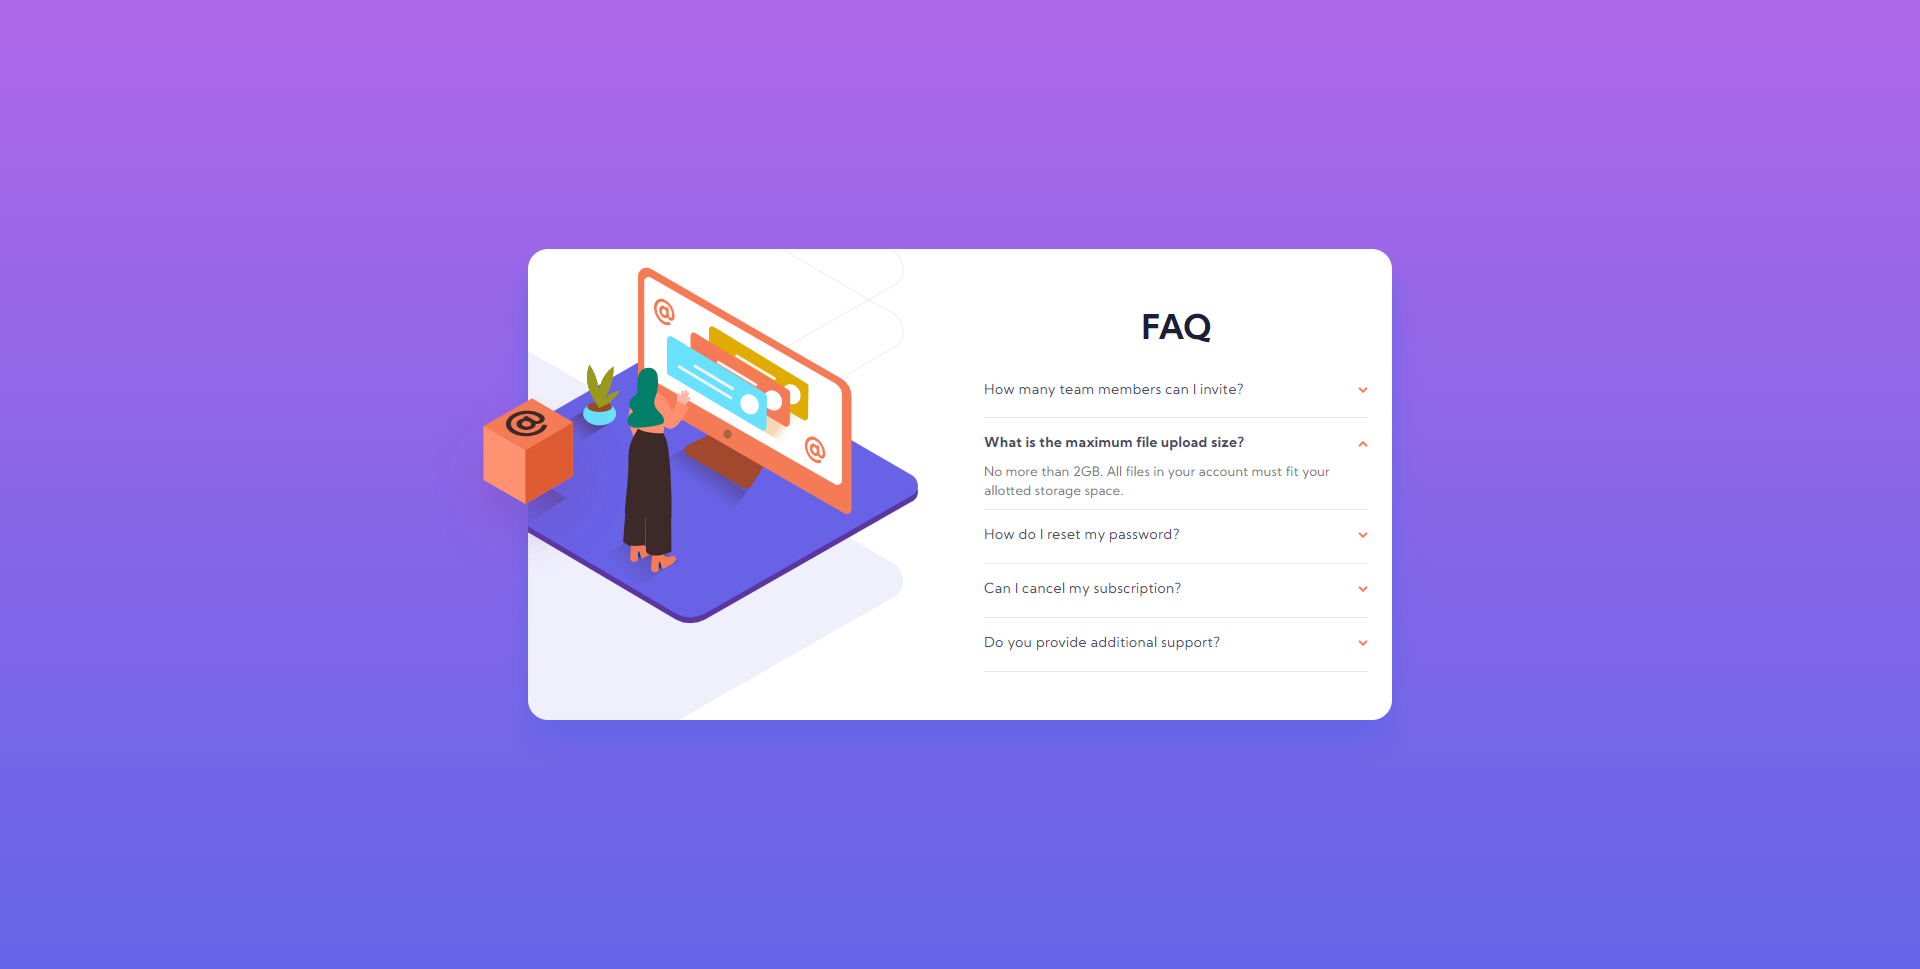 @
@
@
FAQ
How many team members can I invite?
What is the maximum file upload size?
No more than 2GB. All files in your account must fit your
allotted storage space.
How do I reset my password?
Can I cancel my subscription?
Do you provide additional support?